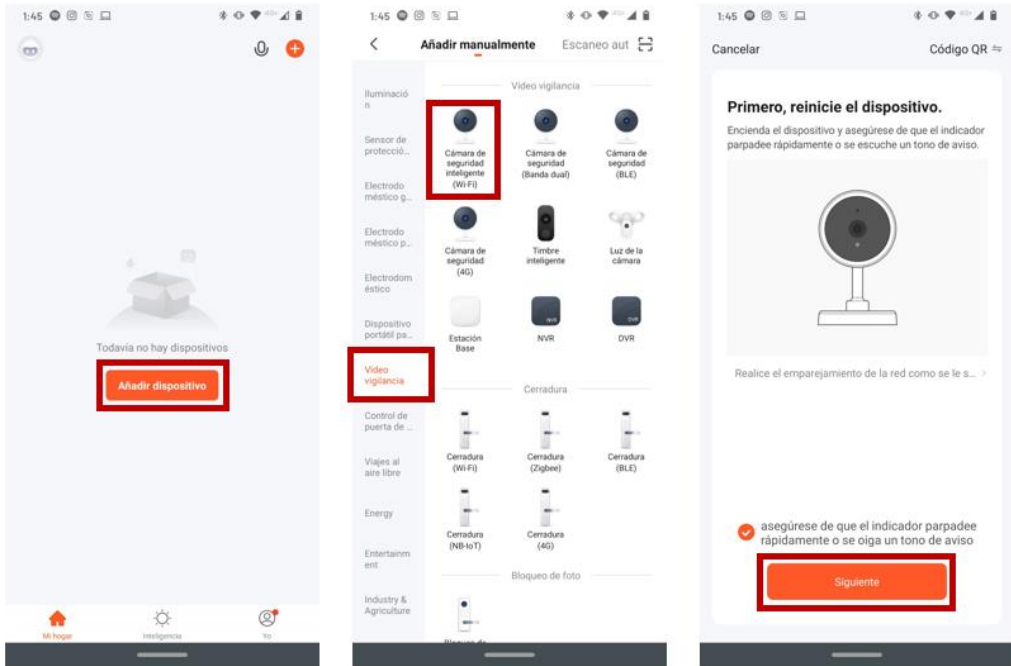 1:45
Todavía no hay dispositivos
Añadir dispositivo
Mi hogar
Inteligencia
Yo
1:45
Añadir manualmente
Escaneo aut
Iluminació
n
Sensor de
protecció...
Electrodo
méstico g...
Electrodo
méstico p...
Electrodom
éstico
Dispositivo
portátil pa...
Video
vigilancia
Control de
puerta de ...
Viajes al
aire libre
Energy
Entertainm
ent
Industry &
Agriculture
Video vigilancia
Cámara de
seguridad
inteligente
(Wi-Fi)
Cámara de
seguridad
(Banda dual)
Cámara de
seguridad
(BLE)
Cámara de
seguridad
(4G)
Timbre
inteligente
Luz de la
cámara
Estación
Base
NVR
NVR
DVR
DVR
Cerradura
Cerradura
(Wi-Fi)
Cerradura
(Zigbee)
Cerradura
(BLE)
Cerradura
(NB-IoT)
Cerradura
(4G)
Bloqueo de foto
1:45
Cancelar
Código QR
Primero, reinicie el dispositivo.
Encienda el dispositivo y asegúrese de que el indicador
parpadee rápidamente o se escuche un tono de aviso.
Realice el emparejamiento de la red como se le s...
asegúrese de que el indicador parpadee
rápidamente o se oiga un tono de aviso
Siguiente